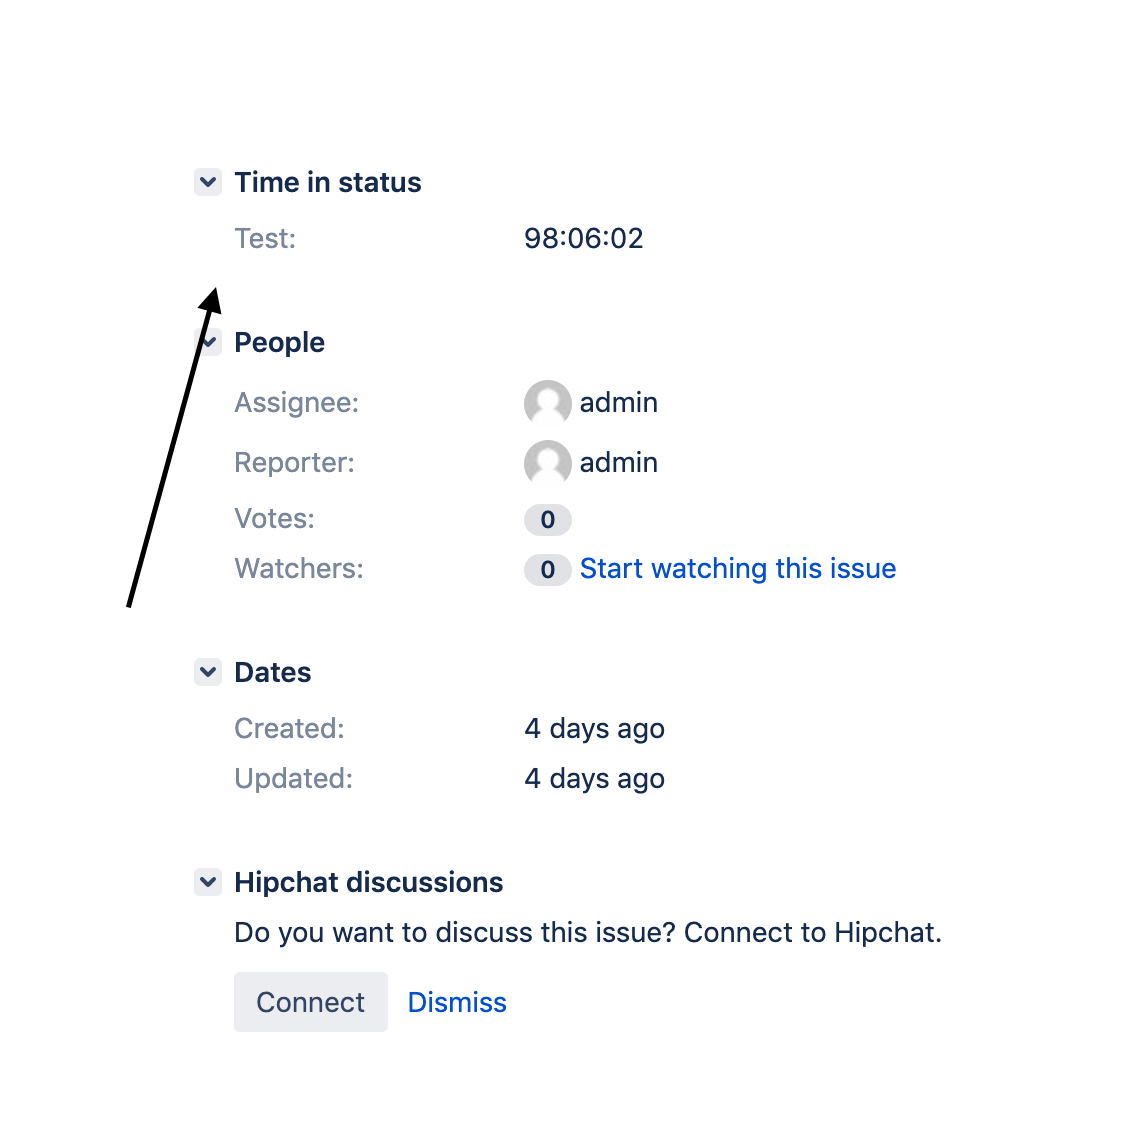 Time in status
Test: 98:06:02
People
Assignee: admin
Reporter: admin
Votes: 0
Watchers: 0 Start watching this issue
Dates
Created: 4 days ago
Updated: 4 days ago
Hipchat discussions
Do you want to discuss this issue? Connect to Hipchat.
Connect Dismiss